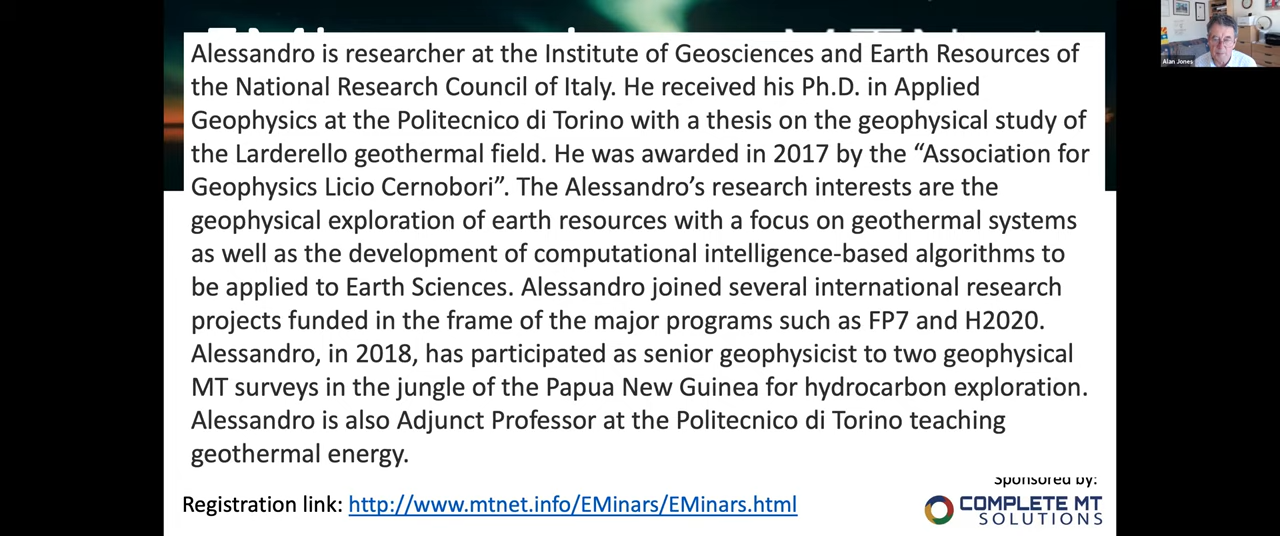 Alessandro is researcher at the Institute of Geosciences and Earth Resources of
the National Research Council of Italy. He received his Ph.D. in Applied
Geophysics at the Politecnico di Torino with a thesis on the geophysical study of
the Larderello geothermal field. He was awarded in 2017 by the “Association for
Geophysics Licio Cernobori”. The Alessandro’s research interests are the
geophysical exploration of earth resources with a focus on geothermal systems
as well as the development of computational intelligence-based algorithms to
be applied to Earth Sciences. Alessandro joined several international research
projects funded in the frame of the major programs such as FP7 and H2020.
Alessandro, in 2018, has participated as senior geophysicist to two geophysical
MT surveys in the jungle of the Papua New Guinea for hydrocarbon exploration.
Alessandro is also Adjunct Professor at the Politecnico di Torino teaching
geothermal energy.
Sponsored by:
Registration link: http://www.mtnet.info/EMinars/EMinars.html
COMPLETE MT
SOLUTIONS
Alan Jones